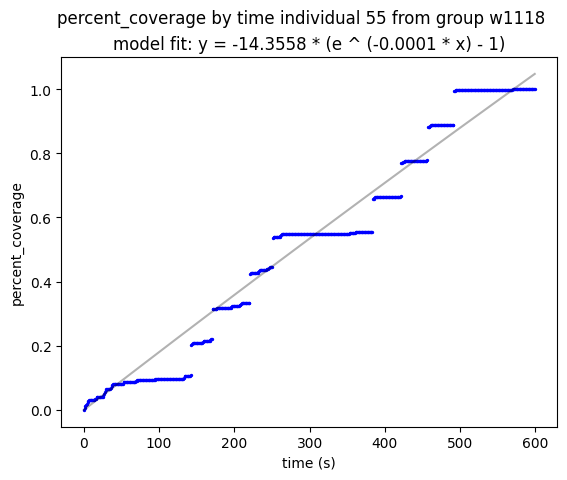 percent_coverage by time individual 55 from group w1118
model fit: y = -14.3558 * (e ^ (-0.0001 * x) - 1)
1.0
0.8
0.6
0.4
0.2
0.0
percent_coverage
0 100 200 300 400 500 600
time (s)